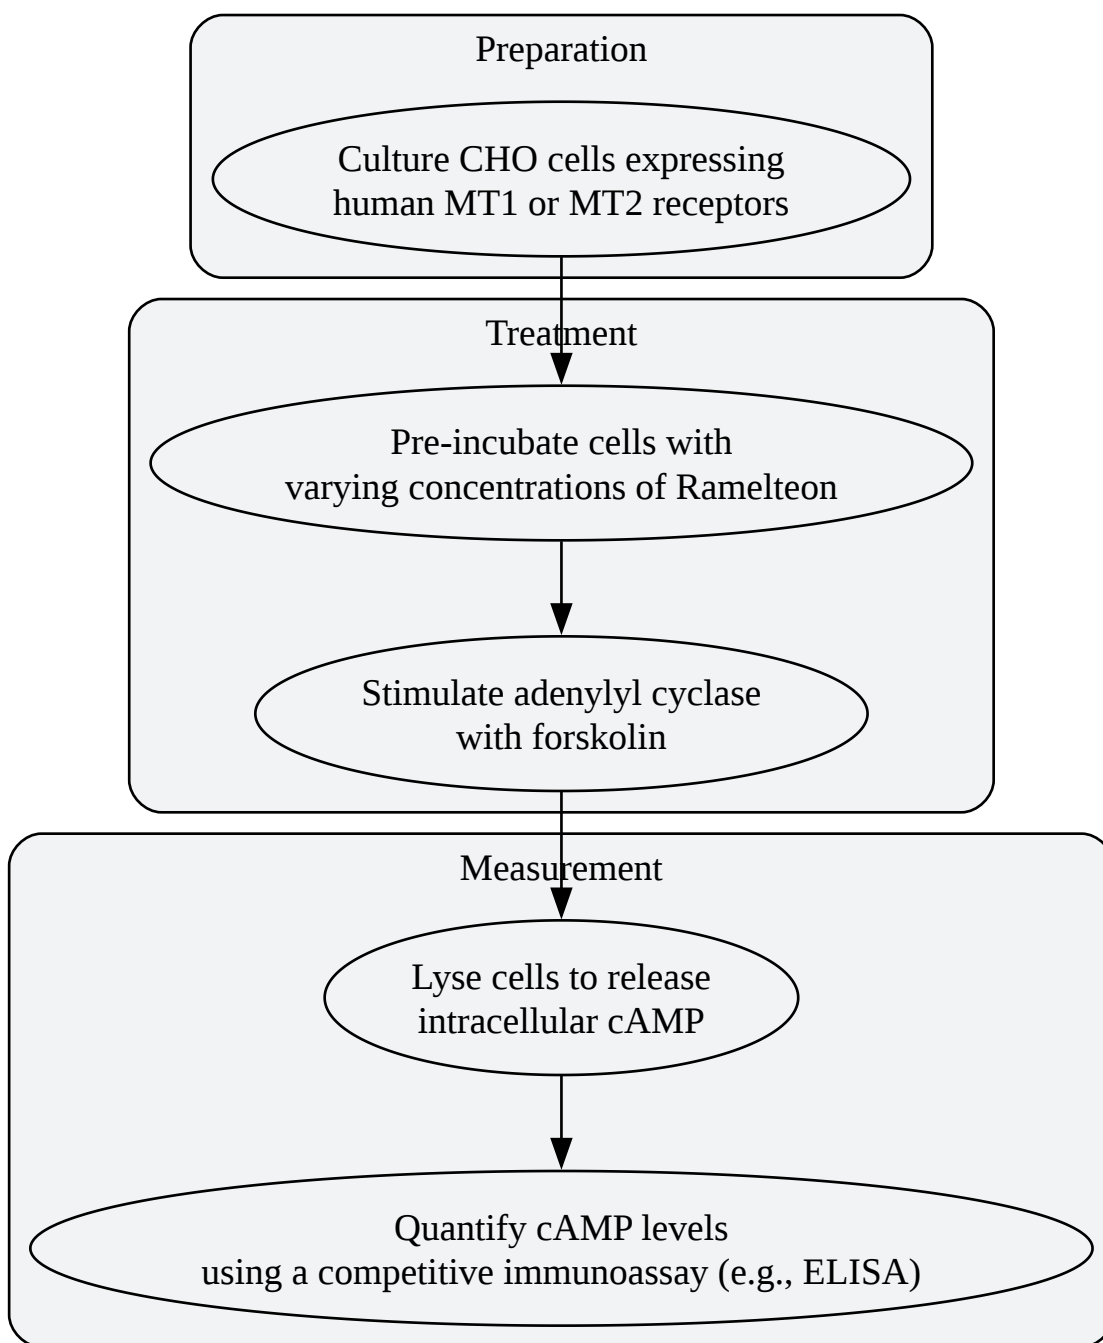 Preparation
Culture CHO cells expressing
human MT1 or MT2 receptors
Treatment
Pre-incubate cells with
varying concentrations of Ramelteon
Stimulate adenylyl cyclase
with forskolin
Measurement
Lyse cells to release
intracellular cAMP
Quantify cAMP levels
using a competitive immunoassay (e.g., ELISA)